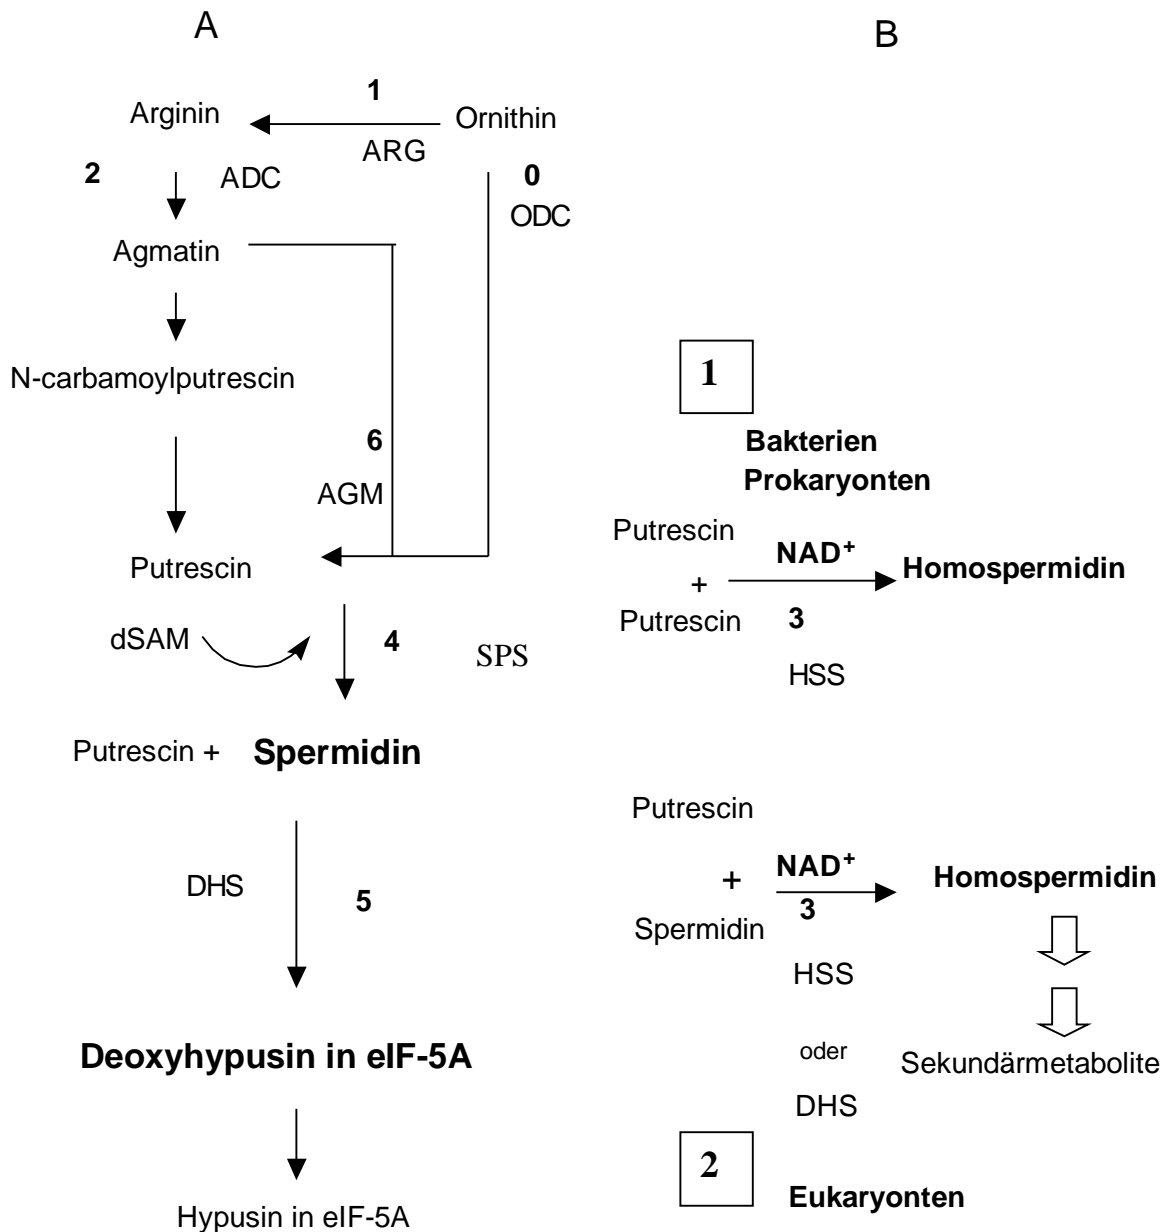 A
1
Arginin
Ornithin
ARG
2
ADC
0
ODC
Agmatin
N-carbamoylputrescin
6
AGM
Putrescin
dSAM
4
SPS
Putrescin + Spermidin
DHS
5
Deoxyhypusin in eIF-5A
Hypusin in eIF-5A
B
1
Bakterien
Prokaryonten
Putrescin
+
Putrescin
NAD+
3
HSS
Homospermidin
Putrescin
+
Spermidin
NAD+
3
HSS
oder
DHS
Homospermidin
Sekundärmetabolite
2
Eukaryonten